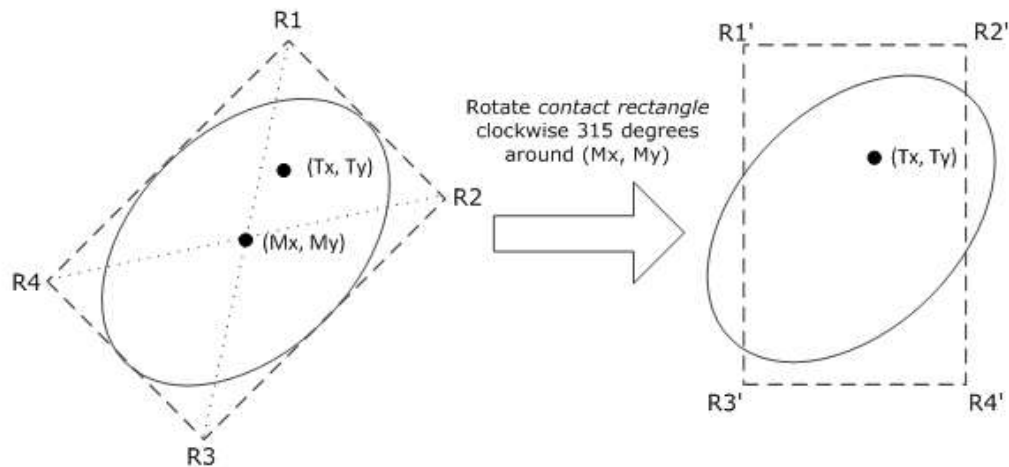 R1
(Tx, Ty)
R2
(Mx, My)
R4
R3
Rotate contact rectangle
clockwise 315 degrees
around (Mx, My)
R1'
R2'
(Tx, Ty)
R3'
R4'